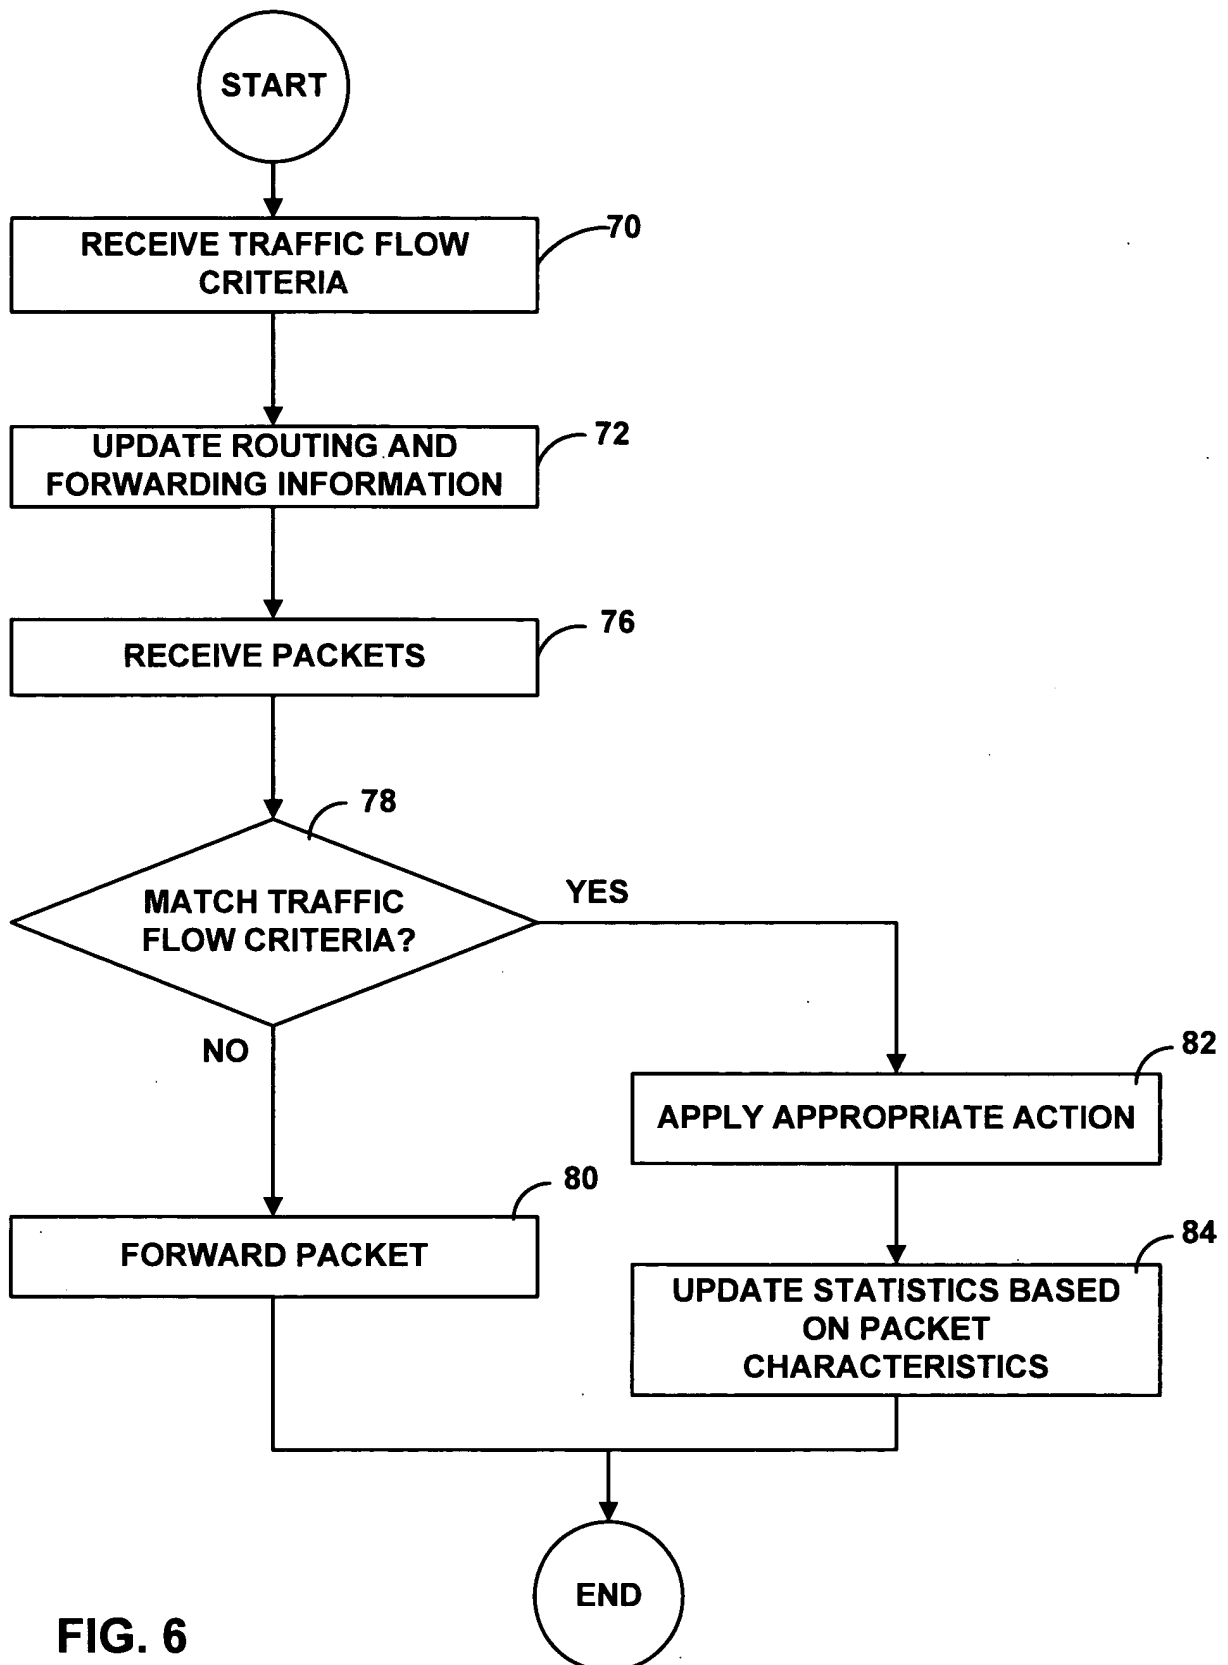 START
RECEIVE TRAFFIC FLOW
CRITERIA
70
UPDATE ROUTING AND
FORWARDING INFORMATION
72
RECEIVE PACKETS
76
78
MATCH TRAFFIC
FLOW CRITERIA?
YES
NO
82
APPLY APPROPRIATE ACTION
80
FORWARD PACKET
84
UPDATE STATISTICS BASED
ON PACKET
CHARACTERISTICS
END
FIG. 6